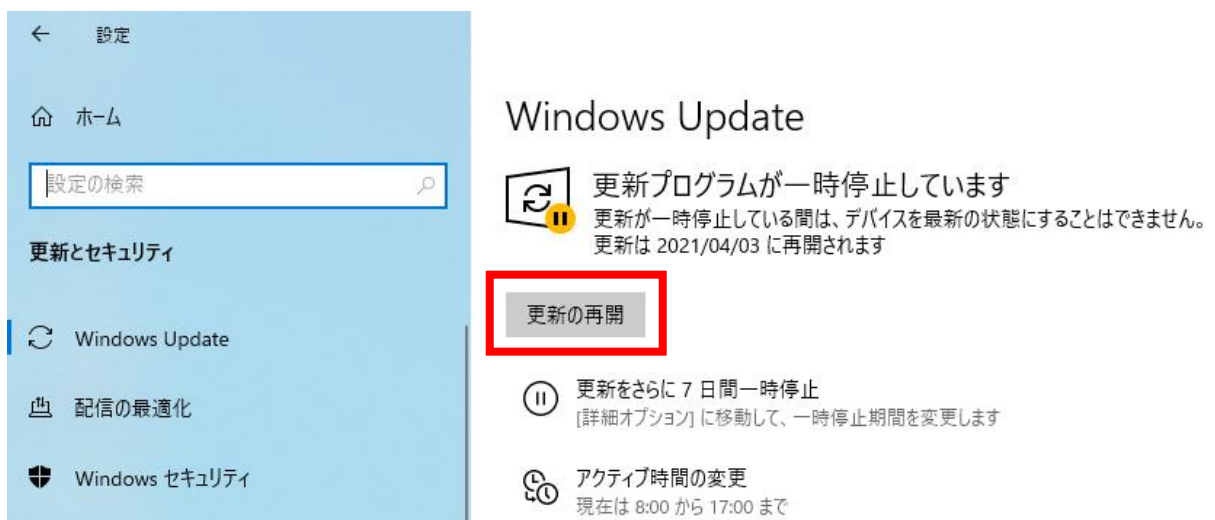 設定
ホーム
設定の検索
更新とセキュリティ
Windows Update
配信の最適化
Windows セキュリティ
Windows Update
更新プログラムが一時停止しています
更新が一時停止している間は、デバイスを最新の状態にすることはできません。
更新は 2021/04/03 に再開されます
更新の再開
更新をさらに 7 日間一時停止
[詳細オプション] に移動して、一時停止期間を変更します
アクティブ時間の変更
現在は 8:00 から 17:00 まで